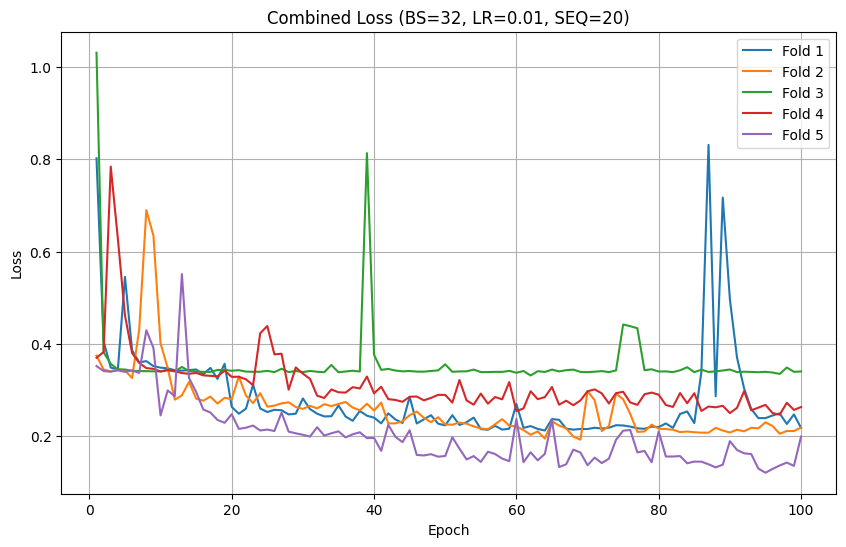 Combined Loss (BS=32, LR=0.01, SEQ=20)
Fold 1
Fold 2
Fold 3
Fold 4
Fold 5
Loss
1.0
0.8
0.6
0.4
0.2
0 20 40 60 80 100
Epoch